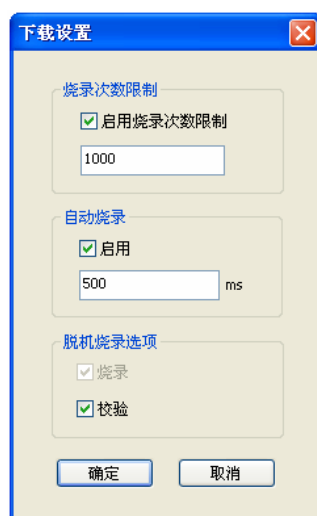 下载设置
烧录次数限制
启用烧录次数限制
1000
自动烧录
启用
500 ms
脱机烧录选项
烧录
校验
确定 取消